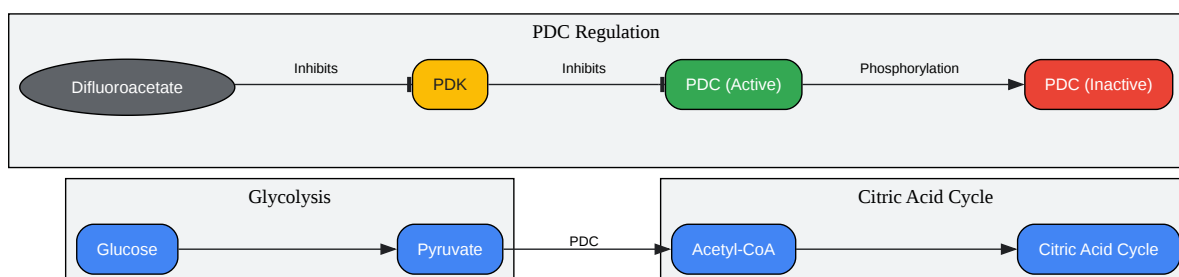 PDC Regulation
Difluoroacetate
Inhibits
PDK
Inhibits
PDC (Active)
Phosphorylation
PDC (Inactive)
Glycolysis
Glucose
Pyruvate
PDC
Citric Acid Cycle
Acetyl-CoA
Citric Acid Cycle